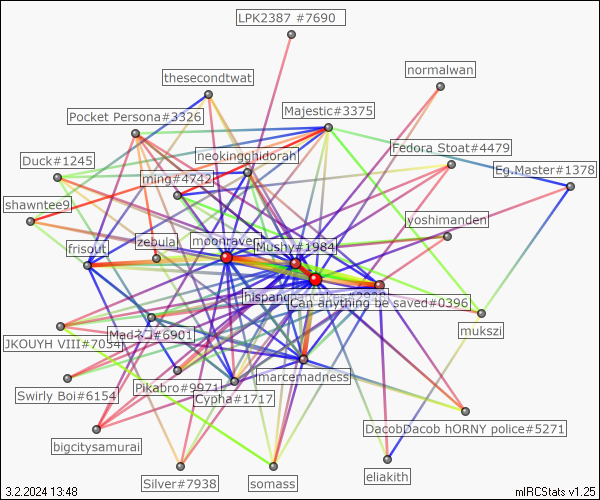 LPK2387 #7690
normalwan
thesecondtwat
Majestic#3375
Pocket Persona#3326
Fedora Stoat#4479
neokingghidorah
Duck#1245
Eg.Master#1378
ming#4742
shawntee9
yoshimanden
zebula
moonraven
Mushy#1984
frisout
Can anything be saved#0396
mukszi
Madネコ#6901
JKOUYH VIII#7034
marcemadness
Pikabro#9971
Swirly Boi#6154
Cypha#1717
DacobDacob hORNY police#5271
bigcitysamurai
eliakith
Silver#7938
somass
3.2.2024 13:48
mIRCStats v1.25